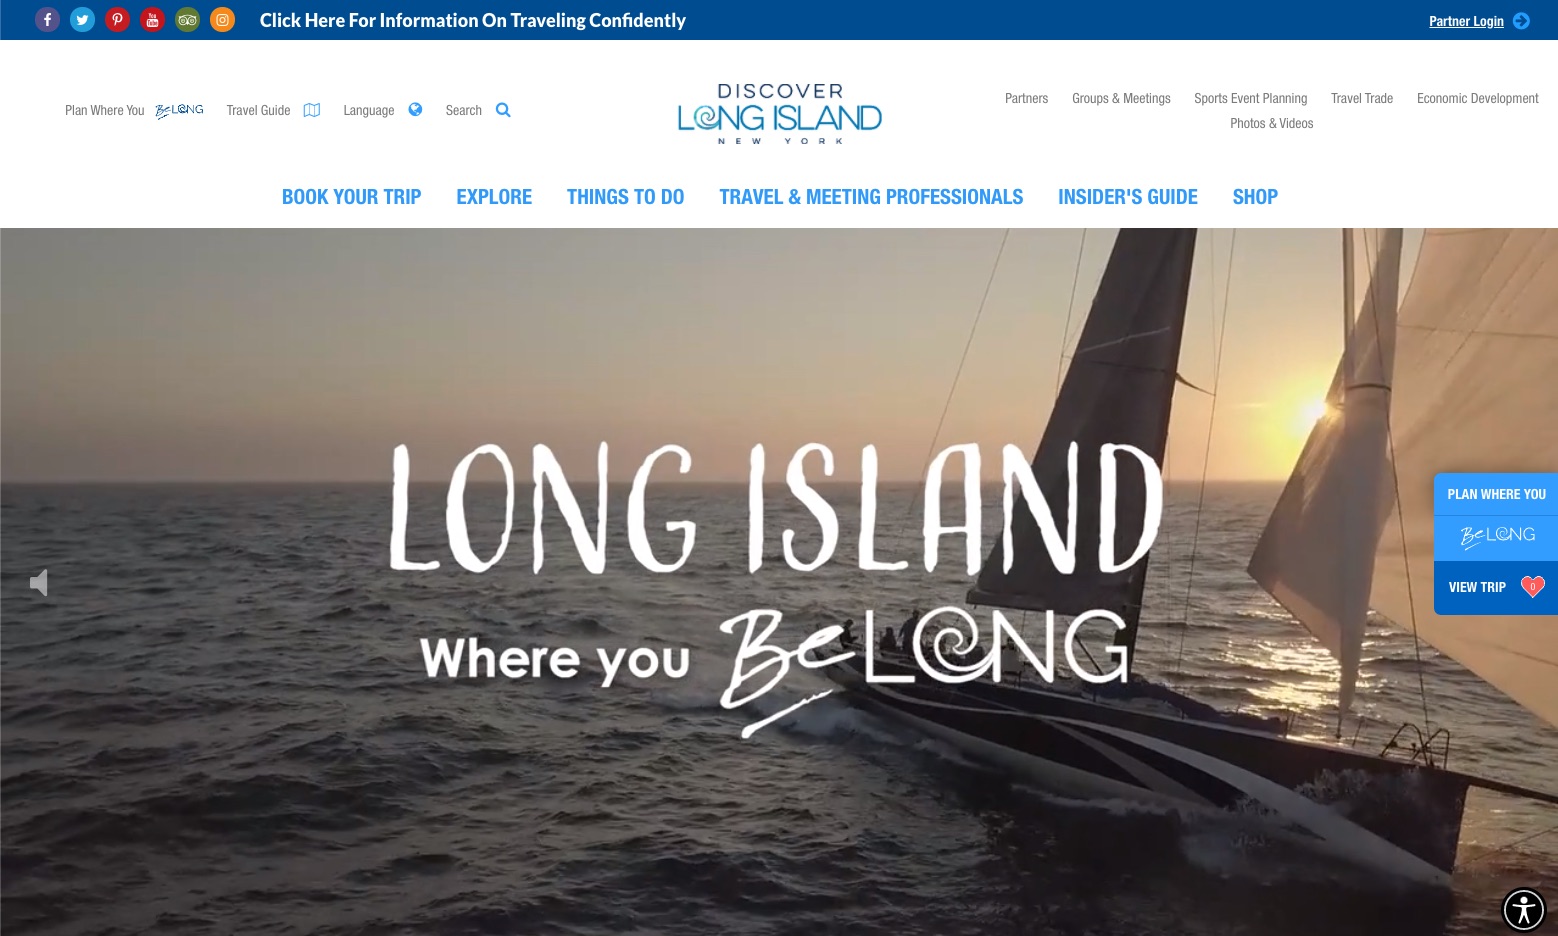 Click Here For Information On Traveling Confidently
Partner Login
Plan Where You BeLONG
Travel Guide
Language
Search
DISCOVER
LONG ISLAND
NEW YORK
Partners
Groups & Meetings
Sports Event Planning
Travel Trade
Economic Development
Photos & Videos
BOOK YOUR TRIP
EXPLORE
THINGS TO DO
TRAVEL & MEETING PROFESSIONALS
INSIDER'S GUIDE
SHOP
LONG ISLAND
Where you BeLONG
PLAN WHERE YOU
BeLONG
VIEW TRIP 0